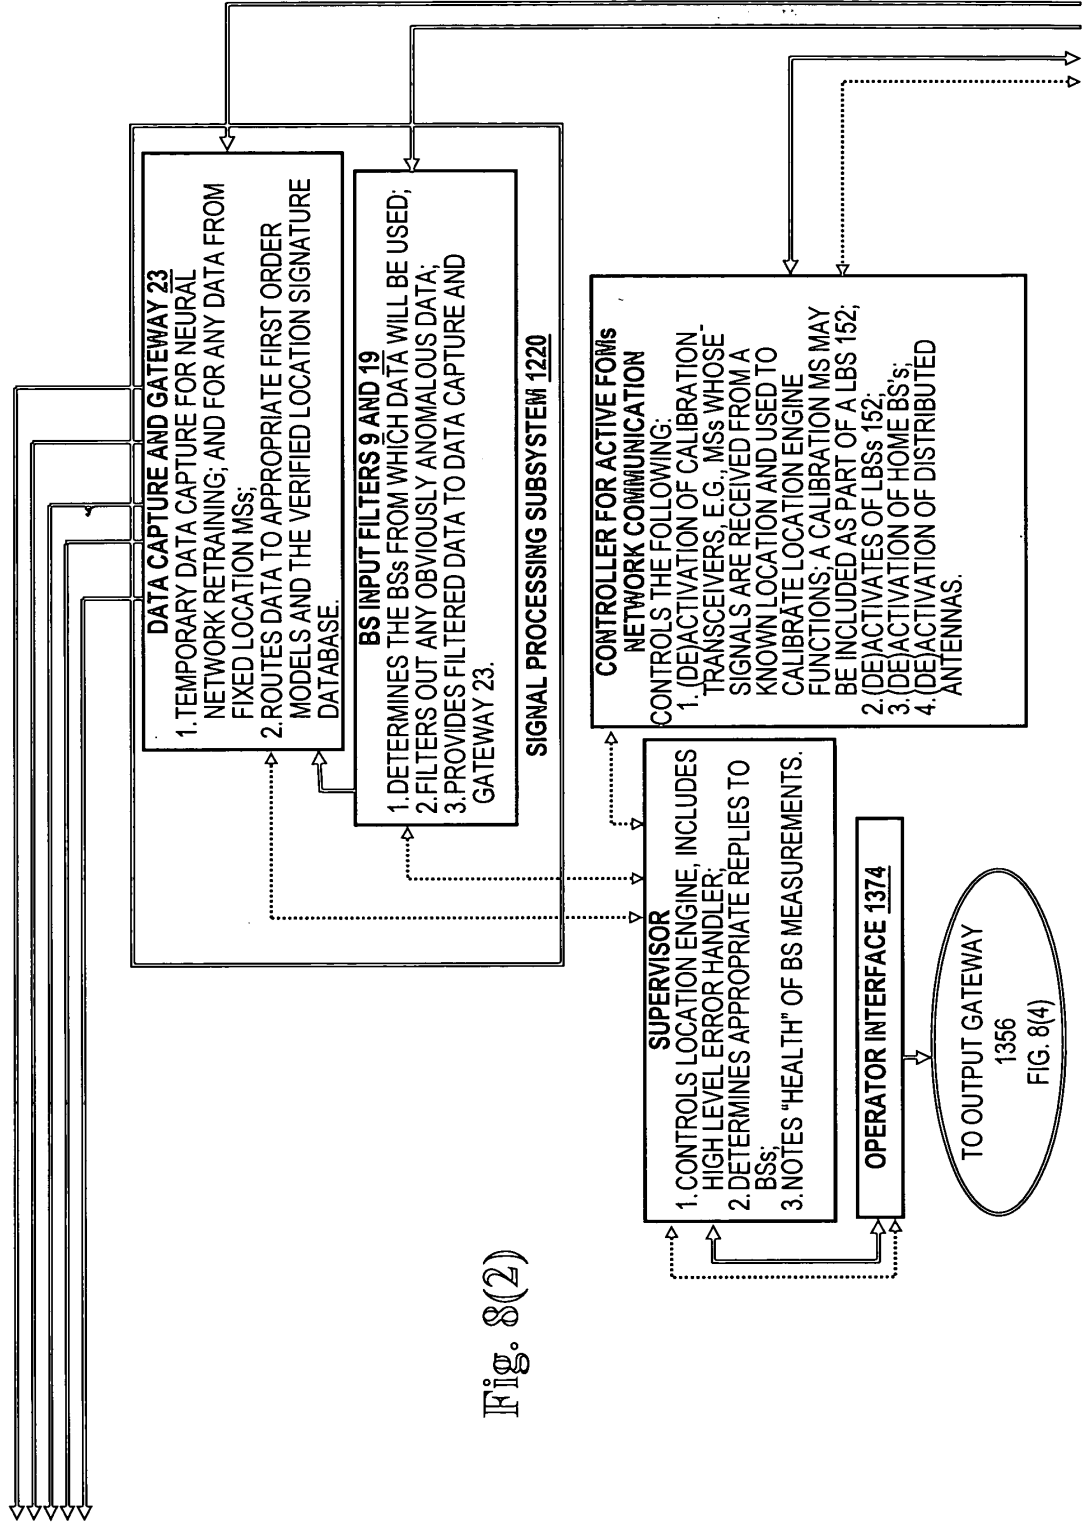 DATA CAPTURE AND GATEWAY 23
1. TEMPORARY DATA CAPTURE FOR NEURAL
NETWORK RETRAINING; AND FOR ANY DATA FROM
FIXED LOCATION MSs;
2. ROUTES DATA TO APPROPRIATE FIRST ORDER
MODELS AND THE VERIFIED LOCATION SIGNATURE
DATABASE.
BS INPUT FILTERS 9 AND 19
1. DETERMINES THE BSs FROM WHICH DATA WILL BE USED;
2. FILTERS OUT ANY OBVIOUSLY ANOMALOUS DATA;
3. PROVIDES FILTERED DATA TO DATA CAPTURE AND
GATEWAY 23.
SIGNAL PROCESSING SUBSYSTEM 1220
CONTROLLER FOR ACTIVE FOMs
NETWORK COMMUNICATION
CONTROLS THE FOLLOWING:
1. (DE)ACTIVATION OF CALIBRATION
TRANSCEIVERS, E.G., MSs WHOSE
SIGNALS ARE RECEIVED FROM A
KNOWN LOCATION AND USED TO
CALIBRATE LOCATION ENGINE
FUNCTIONS; A CALIBRATION MS MAY
BE INCLUDED AS PART OF A LBS 152;
2. (DE)ACTIVATES OF LBSs 152;
3. (DE)ACTIVATION OF HOME BS's;
4. (DE)ACTIVATION OF DISTRIBUTED
ANTENNAS.
SUPERVISOR
1. CONTROLS LOCATION ENGINE, INCLUDES
HIGH LEVEL ERROR HANDLER;
2. DETERMINES APPROPRIATE REPLIES TO
BSs;
3. NOTES "HEALTH" OF BS MEASUREMENTS.
OPERATOR INTERFACE 1374
TO OUTPUT GATEWAY
1356
FIG. 8(4)
Fig. 8(2)